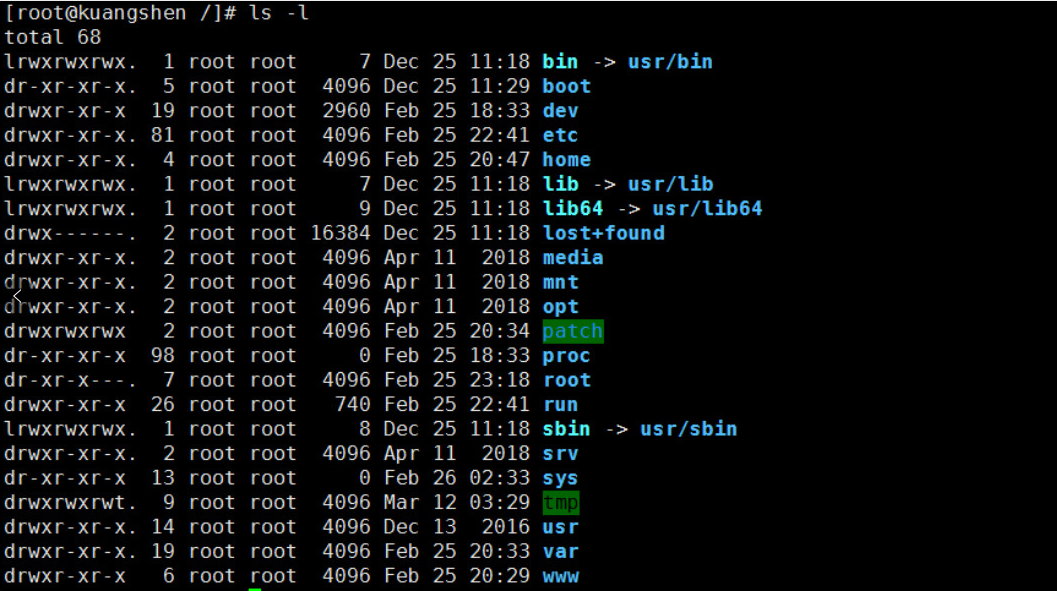 [root@kuangshen /]# ls -l
total 68
lrwxrwxrwx.  1 root root     7 Dec 25 11:18 bin -> usr/bin
dr-xr-xr-x.  5 root root  4096 Dec 25 11:29 boot
drwxr-xr-x  19 root root  2960 Feb 25 18:33 dev
drwxr-xr-x. 81 root root  4096 Feb 25 22:41 etc
drwxr-xr-x.  4 root root  4096 Feb 25 20:47 home
lrwxrwxrwx.  1 root root     7 Dec 25 11:18 lib -> usr/lib
lrwxrwxrwx.  1 root root     9 Dec 25 11:18 lib64 -> usr/lib64
drwx------.  2 root root 16384 Dec 25 11:18 lost+found
drwxr-xr-x.  2 root root  4096 Apr 11  2018 media
drwxr-xr-x.  2 root root  4096 Apr 11  2018 mnt
drwxr-xr-x.  2 root root  4096 Apr 11  2018 opt
drwxrwxrwx   2 root root  4096 Feb 25 20:34 patch
dr-xr-xr-x  98 root root     0 Feb 25 18:33 proc
dr-xr-x---.  7 root root  4096 Feb 25 23:18 root
drwxr-xr-x  26 root root   740 Feb 25 22:41 run
lrwxrwxrwx.  1 root root     8 Dec 25 11:18 sbin -> usr/sbin
drwxr-xr-x.  2 root root  4096 Apr 11  2018 srv
dr-xr-xr-x  13 root root     0 Feb 26 02:33 sys
drwxrwxrwt.  9 root root  4096 Mar 12 03:29 tmp
drwxr-xr-x. 14 root root  4096 Dec 13  2016 usr
drwxr-xr-x. 19 root root  4096 Feb 25 20:33 var
drwxr-xr-x   6 root root  4096 Feb 25 20:29 www